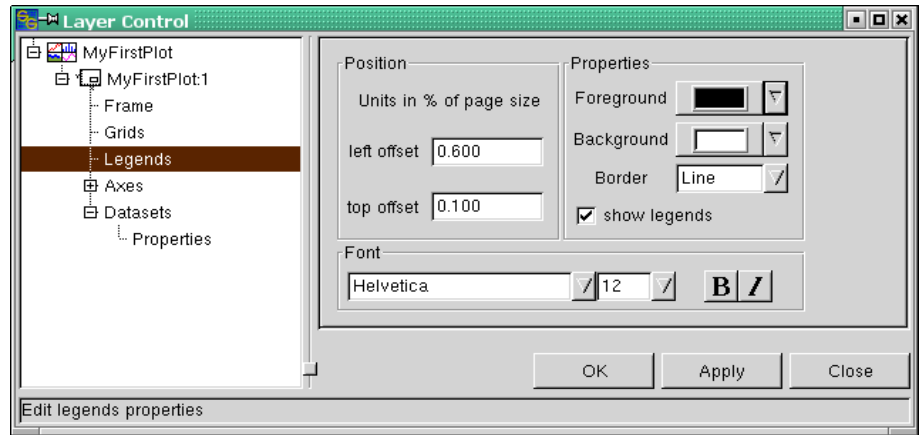 Layer Control
MyFirstPlot
MyFirstPlot:1
Frame
Grids
Legends
Axes
Datasets
Properties
Position
Units in % of page size
left offset 0.600
top offset 0.100
Properties
Foreground
Background
Border Line
show legends
Font
Helvetica 12 B I
OK Apply Close
Edit legends properties